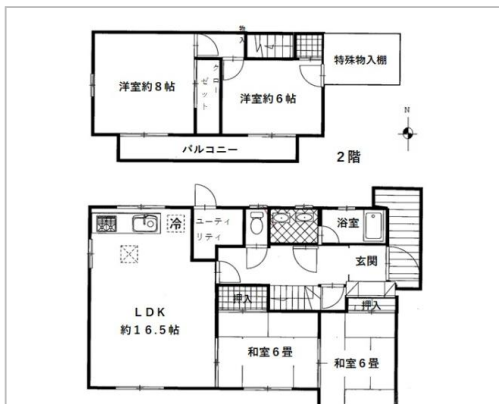 物入
洋室約8帖
クローゼット
洋室約6帖
特殊物入棚
バルコニー
2階
N
冷
ユーティ
リティ
浴室
玄関
LDK
約16.5帖
押入
押入
和室6畳
和室6畳